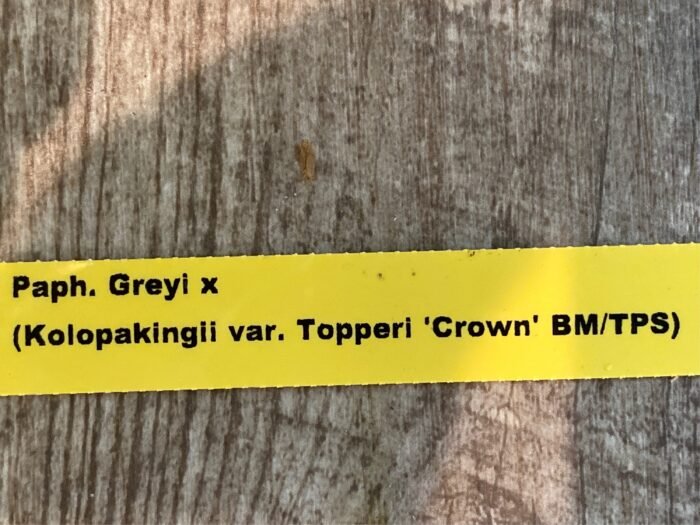 Paph. Greyi x
(Kolopakingii var. Topperi 'Crown' BM/TPS)